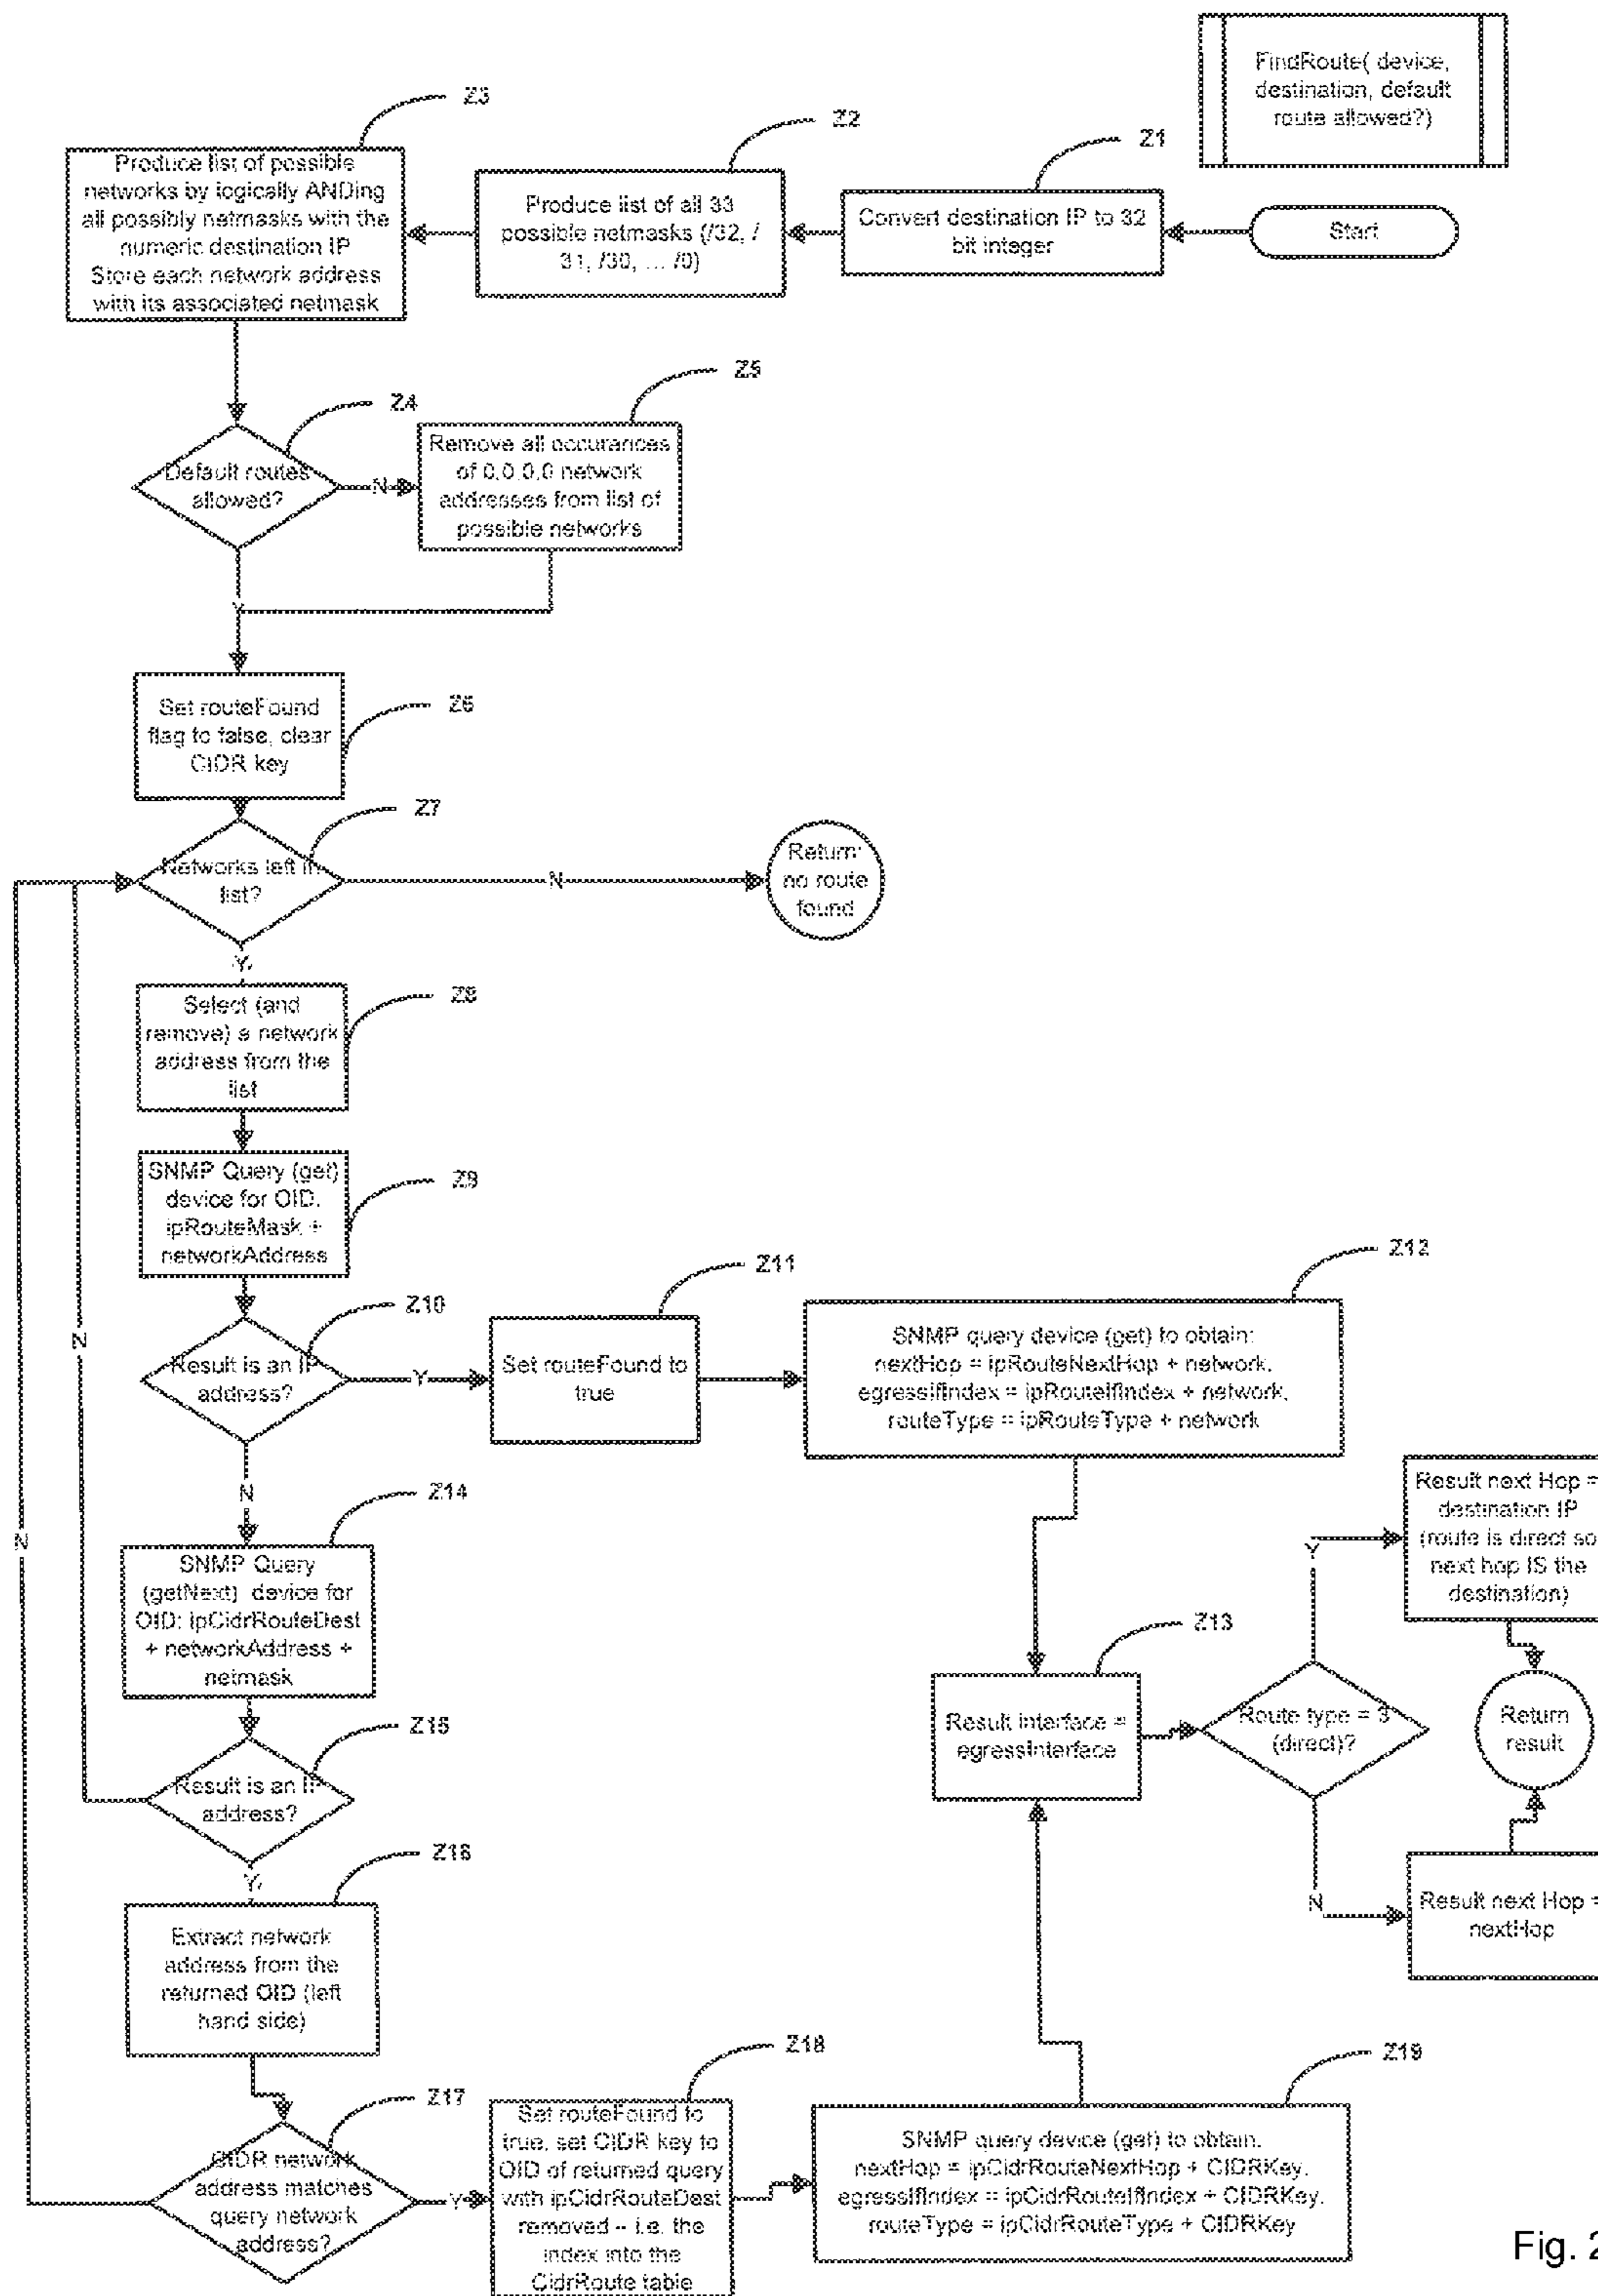 FindRoute( device,
destination, default
route allowed?)
Start
Z1
Convert destination IP to 32
bit integer
Z2
Produce list of all 33
possible netmasks (/32, /
31, /30, ... /0)
Z3
Produce list of possible
networks by logically ANDing
all possibly netmasks with the
numeric destination IP
Store each network address
with its associated netmask
Z4
Default routes
allowed?
N
Y
Z5
Remove all occurances
of 0.0.0.0 network
addresses from list of
possible networks
Z6
Set routeFound
flag to false, clear
CIDR key
Z7
Networks left in
list?
N
Return:
no route
found
Y
Z8
Select (and
remove) a network
address from the
list
Z9
SNMP Query (get)
device for OID.
ipRouteMask +
networkAddress
Z10
Result is an IP
address?
Y
N
Z11
Set routeFound to
true
Z12
SNMP query device (get) to obtain:
nextHop = ipRouteNextHop + network.
egressIfIndex = ipRouteIfIndex + network.
routeType = ipRouteType + network
Z13
Result interface =
egressInterface
Route type = 3
(direct)?
Y
Result next Hop =
destination IP
(route is direct so
next hop IS the
destination)
Return
result
N
Result next Hop =
nextHop
Z14
SNMP Query
(getNext) device for
OID: ipCidrRouteDest
+ networkAddress +
netmask
Z15
Result is an IP
address?
N
Y
Z16
Extract network
address from the
returned OID (left
hand side)
Z17
CIDR network
address matches
query network
address?
N
Y
Z18
Set routeFound to
true, set CIDR key to
OID of returned query
with ipCidrRouteDest
removed – i.e. the
index into the
CidrRoute table
Z19
SNMP query device (get) to obtain.
nextHop = ipCidrRouteNextHop + CIDRKey.
egressIfIndex = ipCidrRouteIfIndex + CIDRKey.
routeType = ipCidrRouteType + CIDRKey
Fig. 2